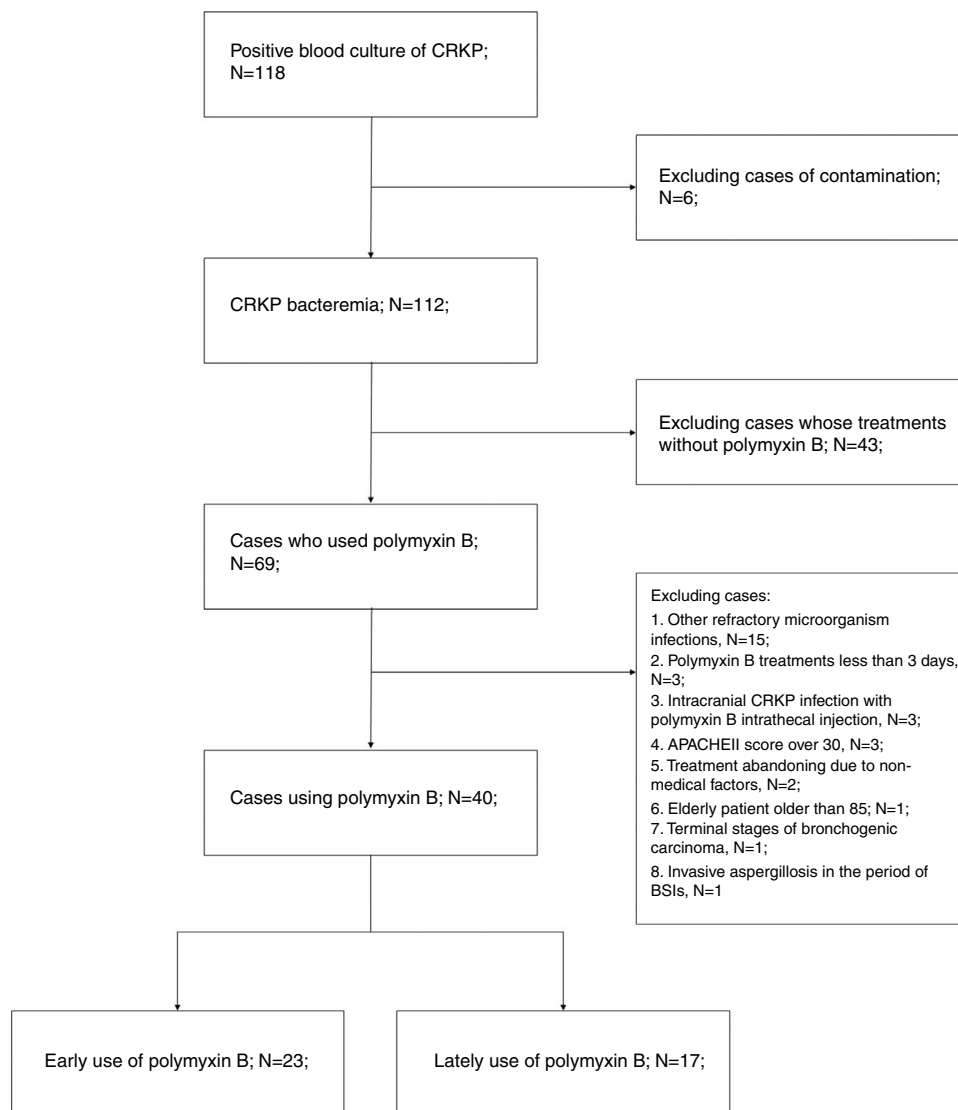 Positive blood culture of CRKP;
N=118
Excluding cases of contamination;
N=6;
CRKP bacteremia; N=112;
Excluding cases whose treatments
without polymyxin B; N=43;
Cases who used polymyxin B;
N=69;
Excluding cases:
1. Other refractory microorganism
infections, N=15;
2. Polymyxin B treatments less than 3 days,
N=3;
3. Intracranial CRKP infection with
polymyxin B intrathecal injection, N=3;
4. APACHEII score over 30, N=3;
5. Treatment abandoning due to non-
medical factors, N=2;
6. Elderly patient older than 85; N=1;
7. Terminal stages of bronchogenic
carcinoma, N=1;
8. Invasive aspergillosis in the period of
BSIs, N=1
Cases using polymyxin B; N=40;
Early use of polymyxin B; N=23;
Lately use of polymyxin B; N=17;